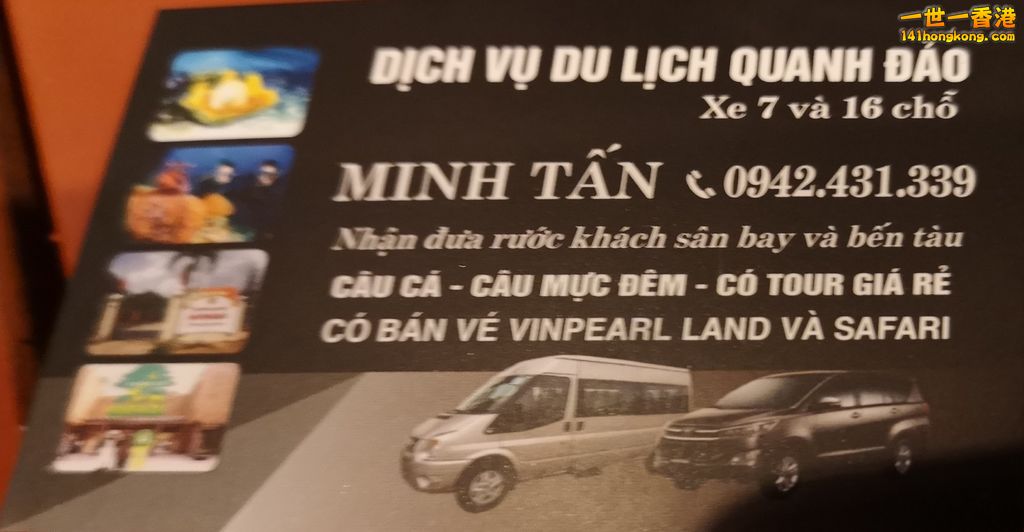 一世一香港
141hongkong.com
DỊCH VỤ DU LỊCH QUANH ĐẢO
Xe 7 và 16 chỗ
MINH TẤN 0942.431.339
Nhận đưa rước khách sân bay và bến tàu
CÂU CÁ - CÂU MỰC ĐÊM - CÓ TOUR GIÁ RẺ
CÓ BÁN VÉ VINPEARL LAND VÀ SAFARI